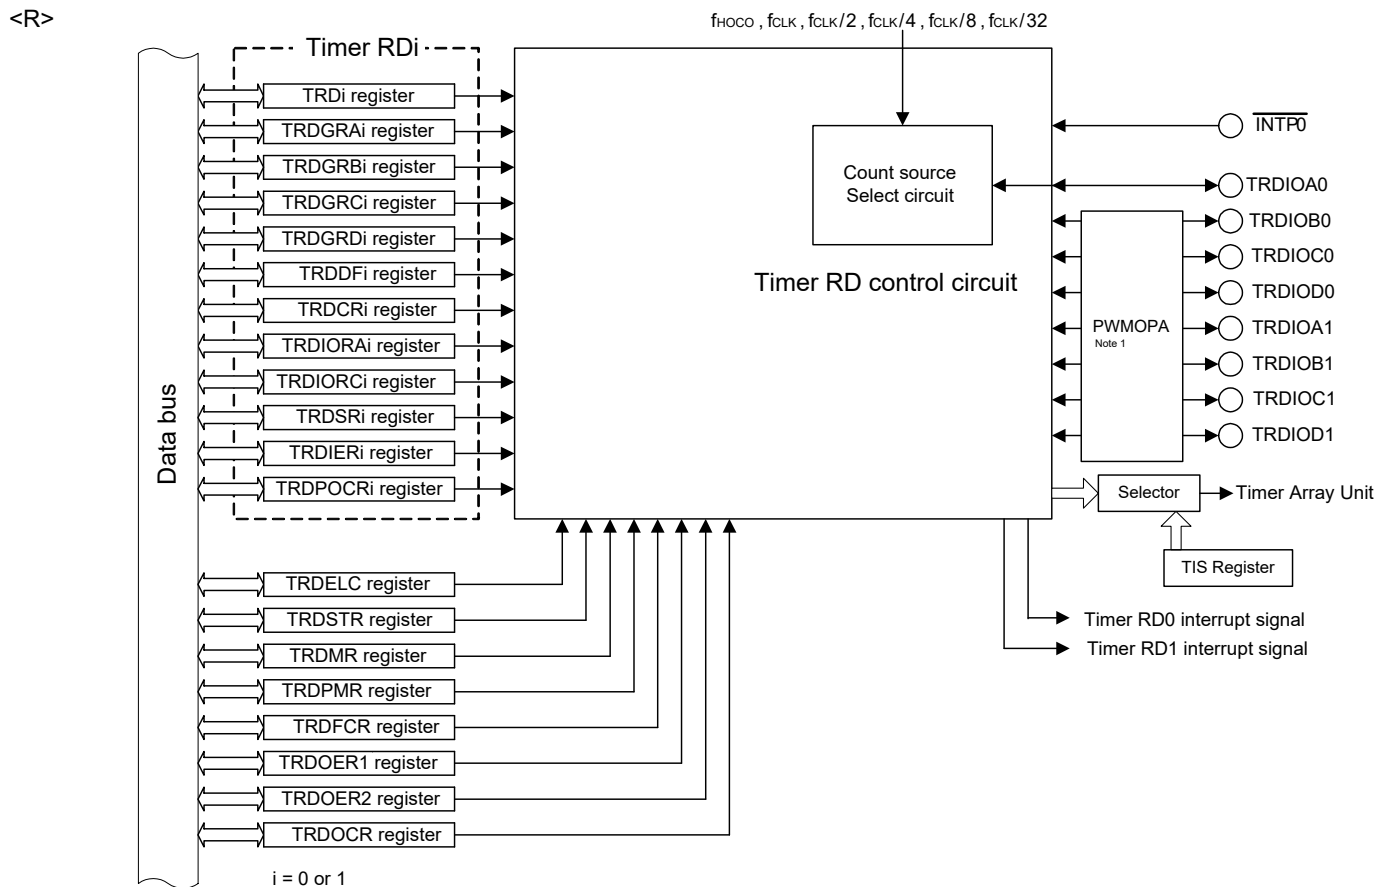 <R>
fHOCO , fCLK , fCLK/2, fCLK/4 , fCLK/8 , fCLK/32
Timer RDi
TRDi register
TRDGRAi register
TRDGRBi register
TRDGRCi register
TRDGRDi register
TRDDFi register
TRDCRi register
TRDIORAi register
TRDIORCi register
TRDSRi register
TRDIERi register
TRDPOCRi register
Data bus
Count source
Select circuit
Timer RD control circuit
INTP0
TRDIOA0
TRDIOB0
TRDIOC0
TRDIOD0
TRDIOA1
TRDIOB1
TRDIOC1
TRDIOD1
PWMOPA
Note 1
Selector
Timer Array Unit
TIS Register
Timer RD0 interrupt signal
Timer RD1 interrupt signal
TRDELC register
TRDSTR register
TRDMR register
TRDPMR register
TRDFCR register
TRDOER1 register
TRDOER2 register
TRDOCR register
i = 0 or 1